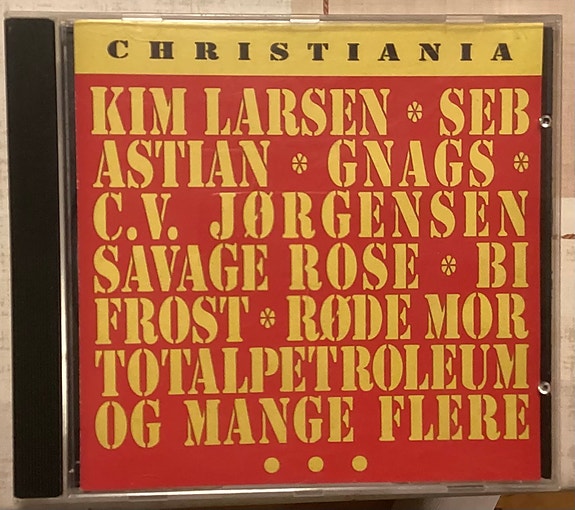 CHRISTIANIA
KIM LARSEN * SEB
ASTIAN * GNAGS *
C.V. JØRGENSEN
SAVAGE ROSE * BI
FROST * RØDE MOR
TOTALPETROLEUM
OG MANGE FLERE
● ● ●